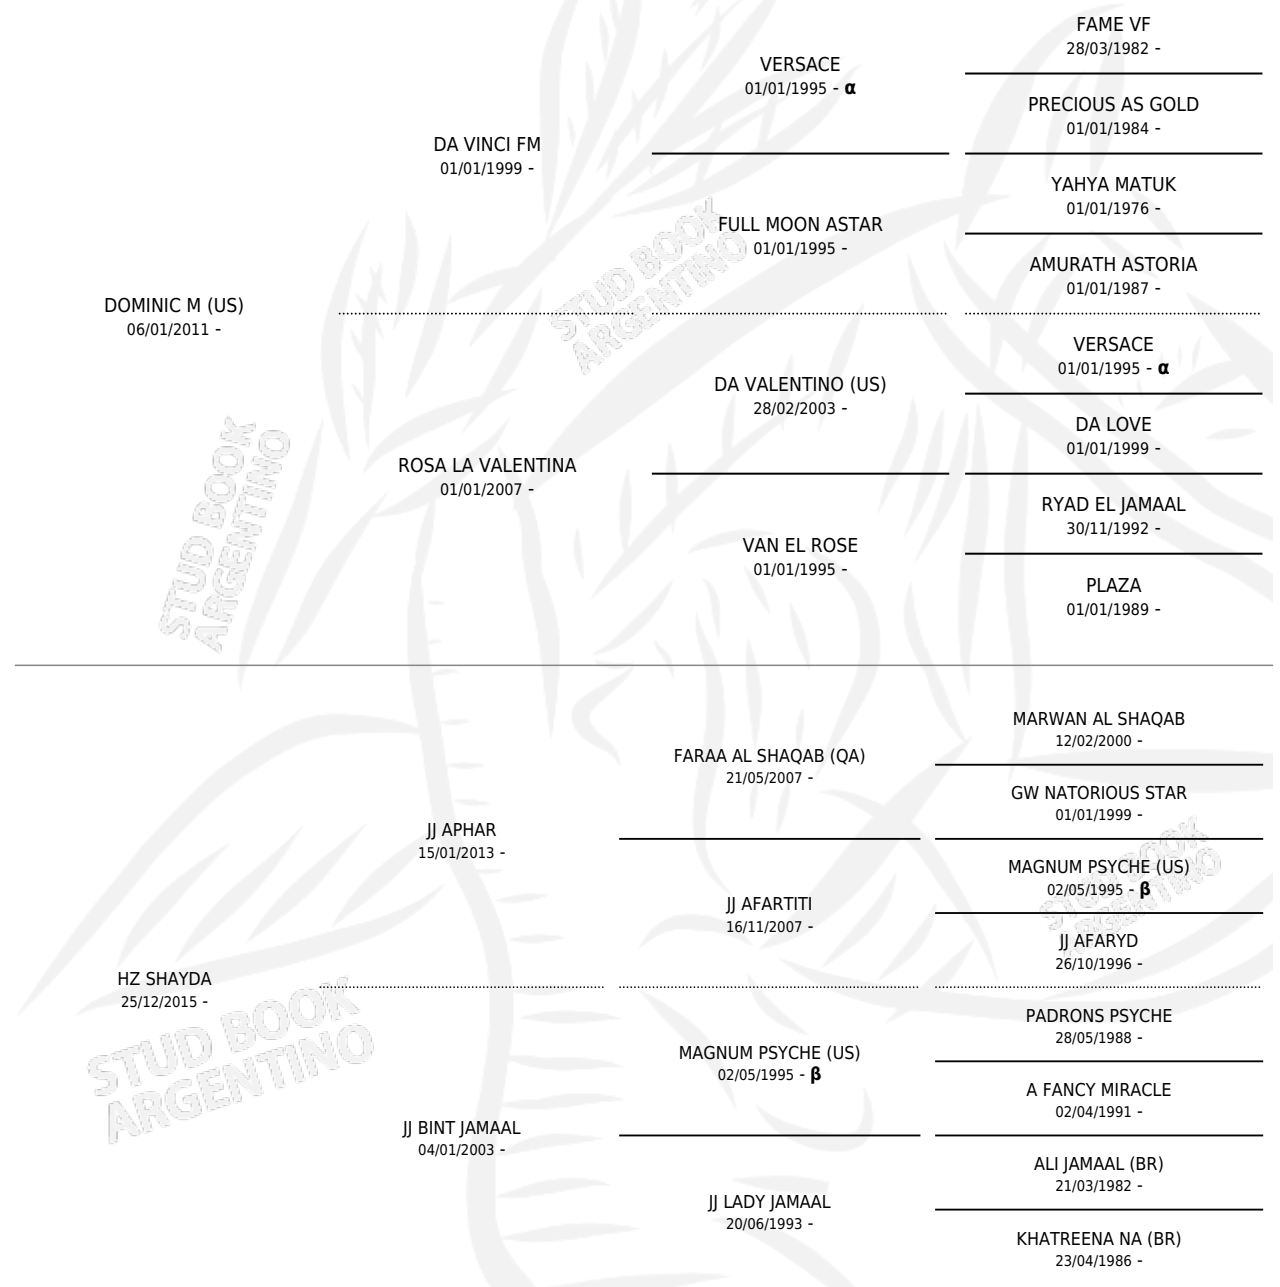 FAME VF
28/03/1982 -
VERSACE
01/01/1995 - α
PRECIOUS AS GOLD
01/01/1984 -
DA VINCI FM
01/01/1999 -
YAHYA MATUK
01/01/1976 -
FULL MOON ASTAR
01/01/1995 -
AMURATH ASTORIA
01/01/1987 -
DOMINIC M (US)
06/01/2011 -
VERSACE
01/01/1995 - α
DA VALENTINO (US)
28/02/2003 -
DA LOVE
01/01/1999 -
ROSA LA VALENTINA
01/01/2007 -
RYAD EL JAMAAL
30/11/1992 -
VAN EL ROSE
01/01/1995 -
PLAZA
01/01/1989 -
MARWAN AL SHAQAB
12/02/2000 -
FARAA AL SHAQAB (QA)
21/05/2007 -
GW NATORIOUS STAR
01/01/1999 -
JJ APHAR
15/01/2013 -
MAGNUM PSYCHE (US)
02/05/1995 - β
JJ AFARTITI
16/11/2007 -
JJ AFARYD
26/10/1996 -
HZ SHAYDA
25/12/2015 -
PADRONS PSYCHE
28/05/1988 -
MAGNUM PSYCHE (US)
02/05/1995 - β
A FANCY MIRACLE
02/04/1991 -
JJ BINT JAMAAL
04/01/2003 -
ALI JAMAAL (BR)
21/03/1982 -
JJ LADY JAMAAL
20/06/1993 -
KHATREENA NA (BR)
23/04/1986 -
STUD BOOK
ARGENTINO
STUD BOOK
ARGENTINO
STUD BOOK
ARGENTINO
STUD BOOK
ARGENTINO